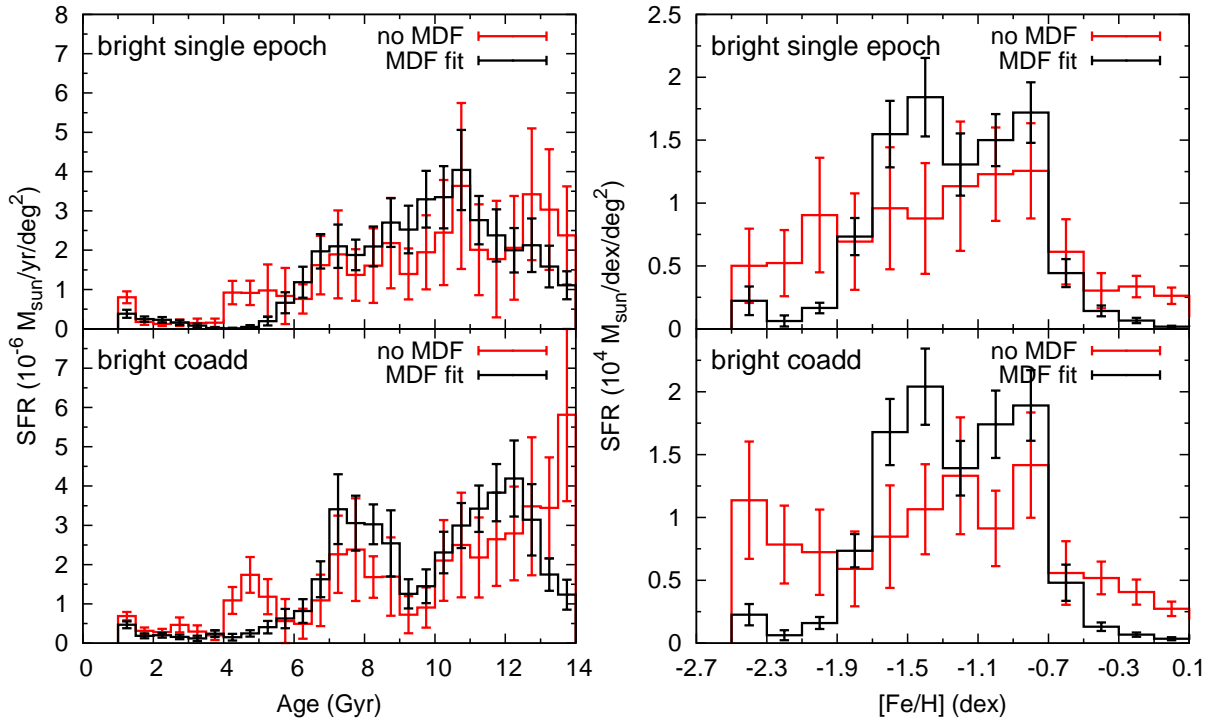 8
7
6
5
4
3
2
1
0
bright single epoch
no MDF
MDF fit
7
6
5
4
3
2
1
0
bright coadd
no MDF
MDF fit
0 2 4 6 8 10 12 14
Age (Gyr)
SFR (10^-6 M_sun/yr/deg^2)
2.5
2
1.5
1
0.5
0
bright single epoch
no MDF
MDF fit
2
1.5
1
0.5
0
bright coadd
no MDF
MDF fit
-2.7 -2.3 -1.9 -1.5 -1.1 -0.7 -0.3 0.1
[Fe/H] (dex)
SFR (10^4 M_sun/dex/deg^2)